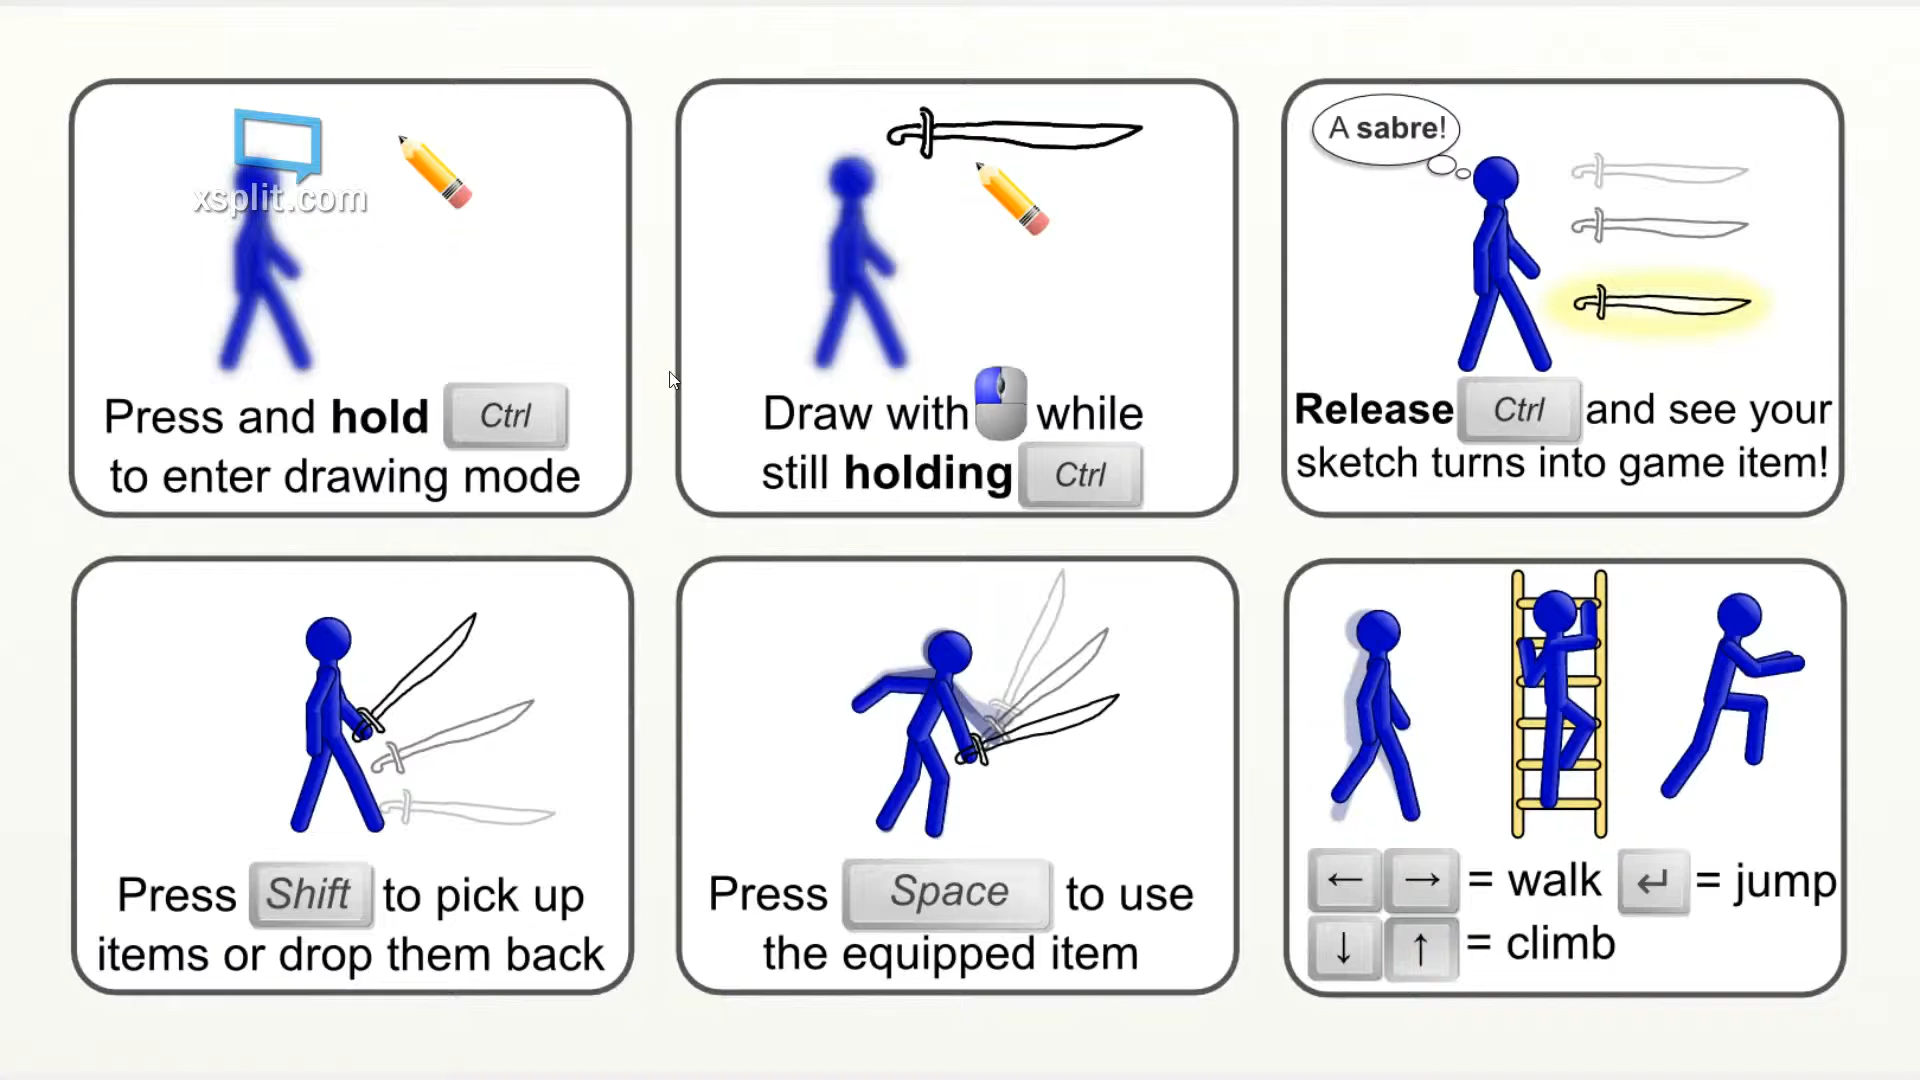 xsplit.com
Press and hold Ctrl
to enter drawing mode
Draw with while
still holding Ctrl
A sabre!
Release Ctrl and see your
sketch turns into game item!
Press Shift to pick up
items or drop them back
Press Space to use
the equipped item
← → = walk ↵ = jump
↓ ↑ = climb